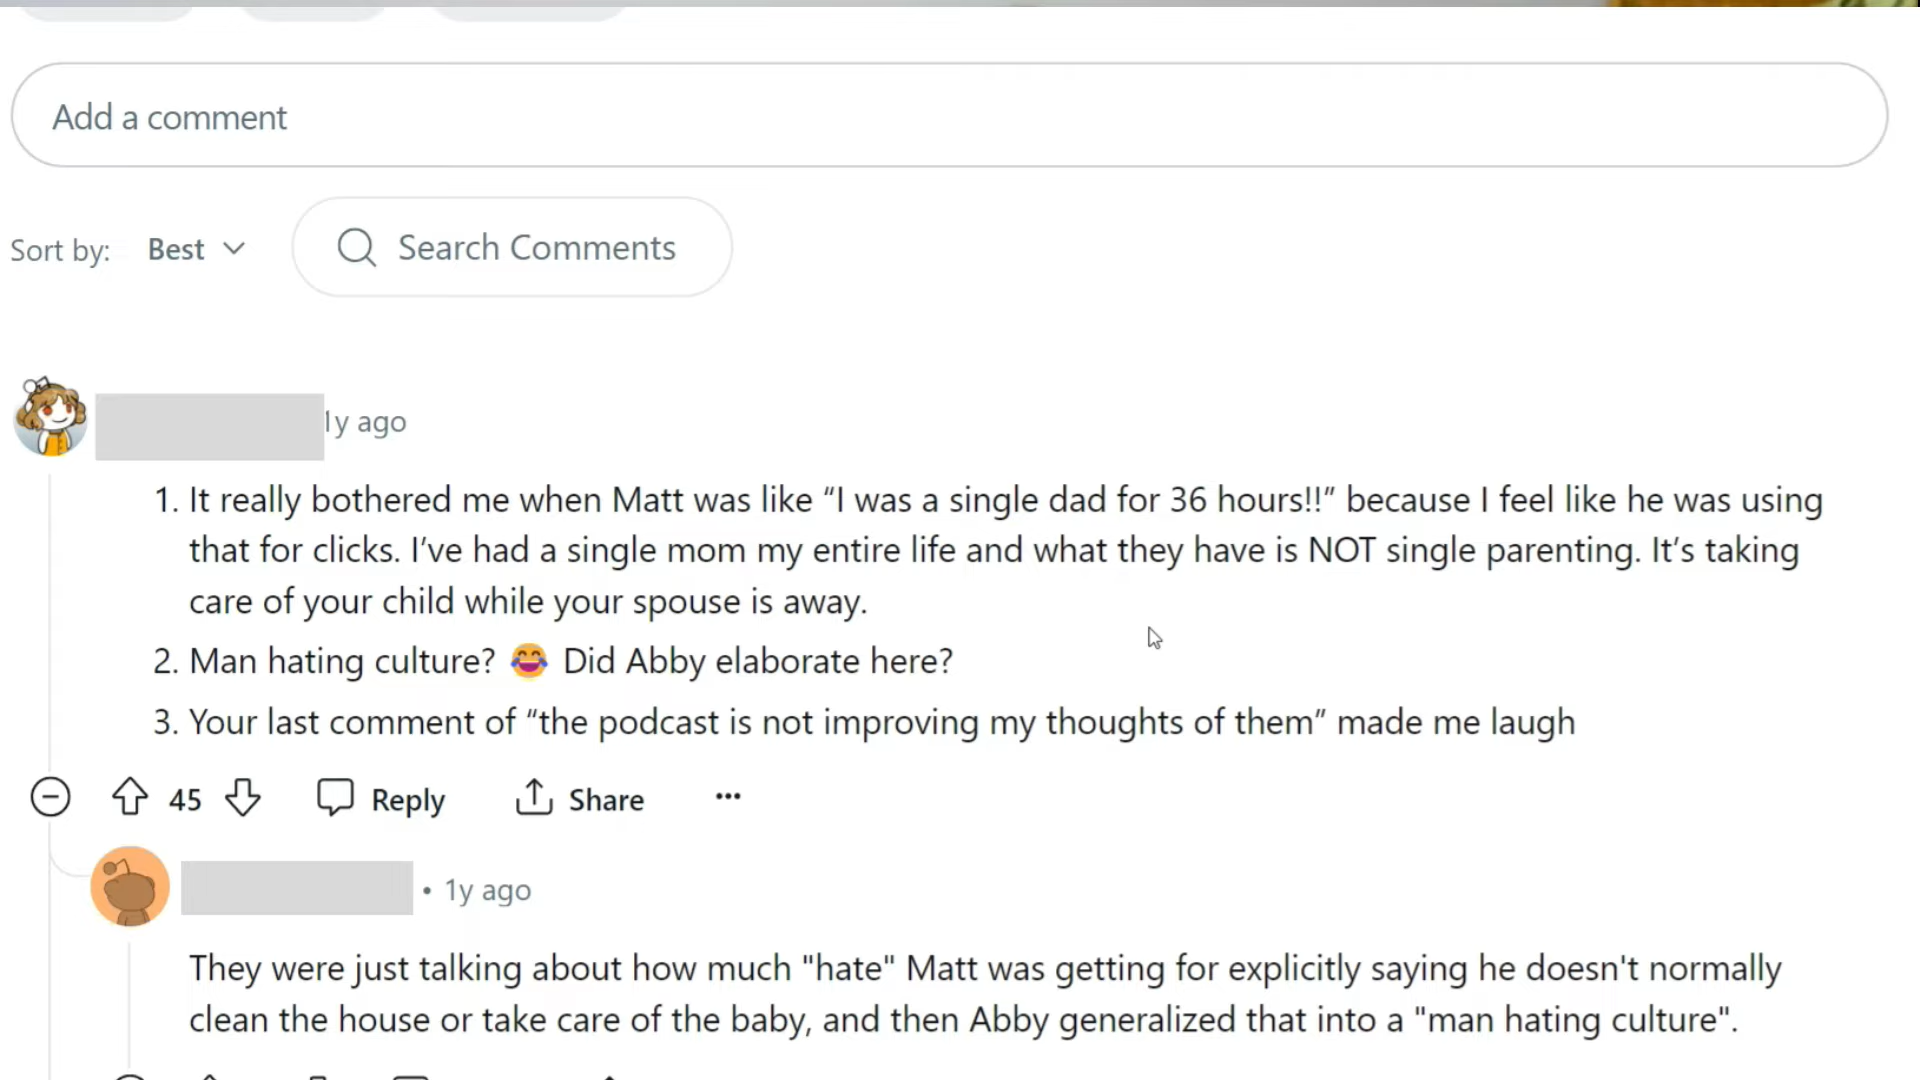 Add a comment
Sort by: Best
Search Comments
1y ago
1. It really bothered me when Matt was like “I was a single dad for 36 hours!!” because I feel like he was using
that for clicks. I’ve had a single mom my entire life and what they have is NOT single parenting. It’s taking
care of your child while your spouse is away.
2. Man hating culture? 😂 Did Abby elaborate here?
3. Your last comment of “the podcast is not improving my thoughts of them” made me laugh
45 Reply Share ...
• 1y ago
They were just talking about how much "hate" Matt was getting for explicitly saying he doesn't normally
clean the house or take care of the baby, and then Abby generalized that into a "man hating culture".